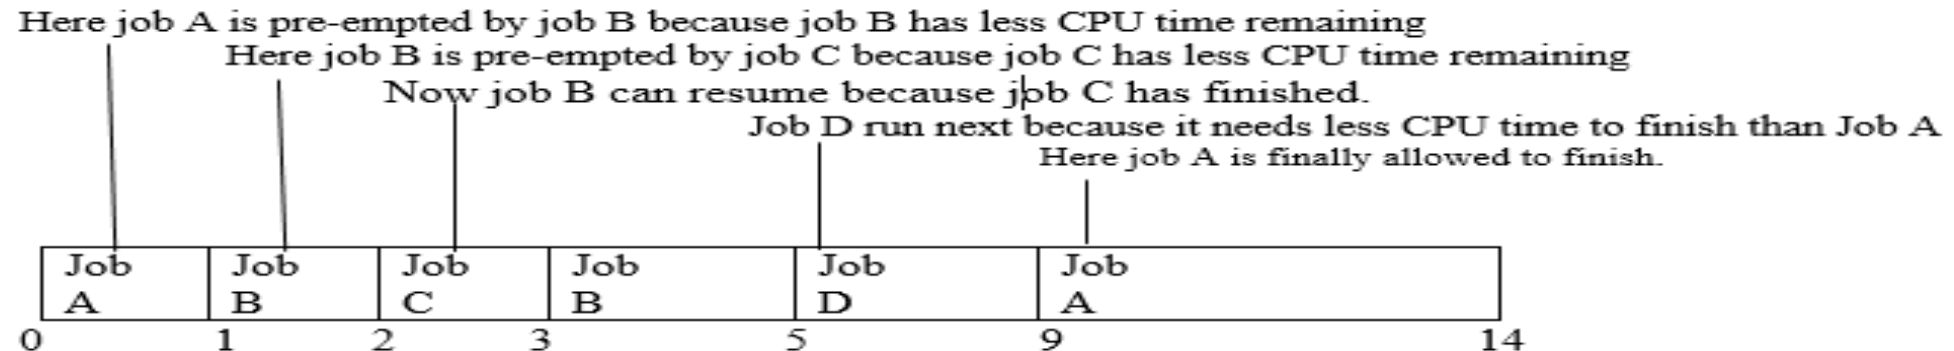 Here job A is pre-empted by job B because job B has less CPU time remaining
Here job B is pre-empted by job C because job C has less CPU time remaining
Now job B can resume because job C has finished.
Job D run next because it needs less CPU time to finish than Job A
Here job A is finally allowed to finish.
Job Job Job Job Job Job
A B C B D A
0 1 2 3 5 9 14